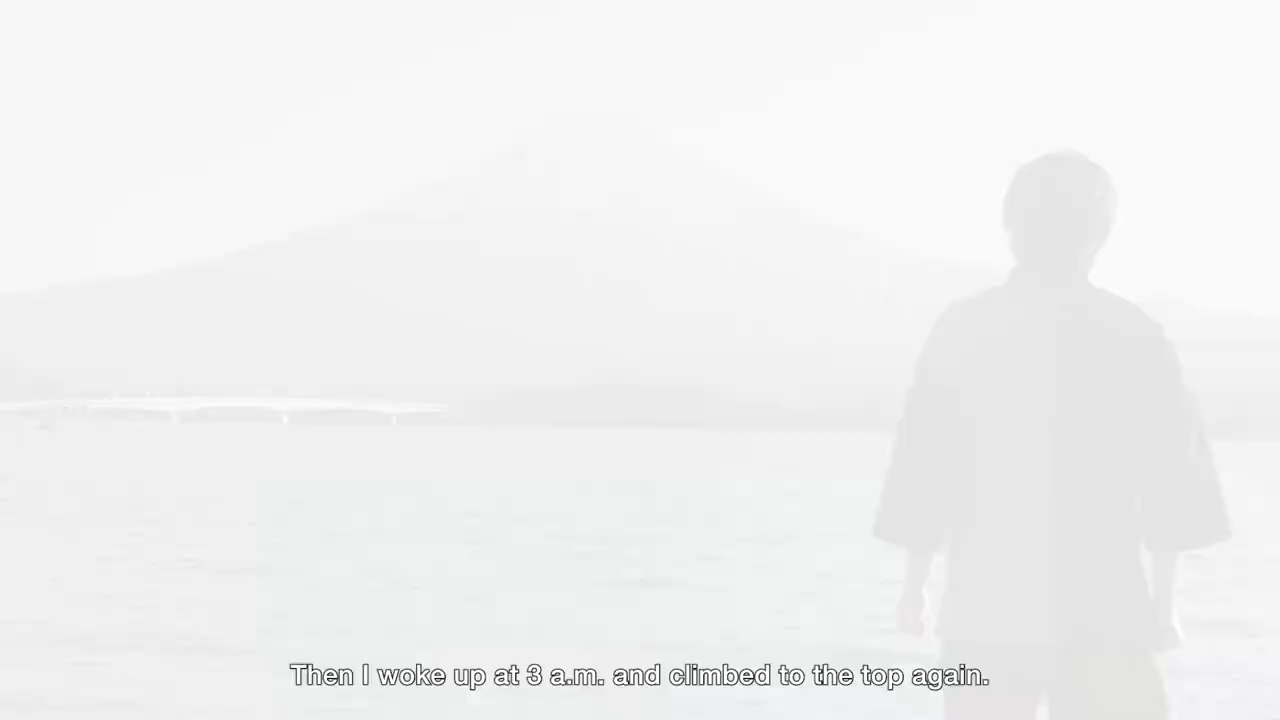 Then I woke up at 3 a.m. and climbed to the top again.